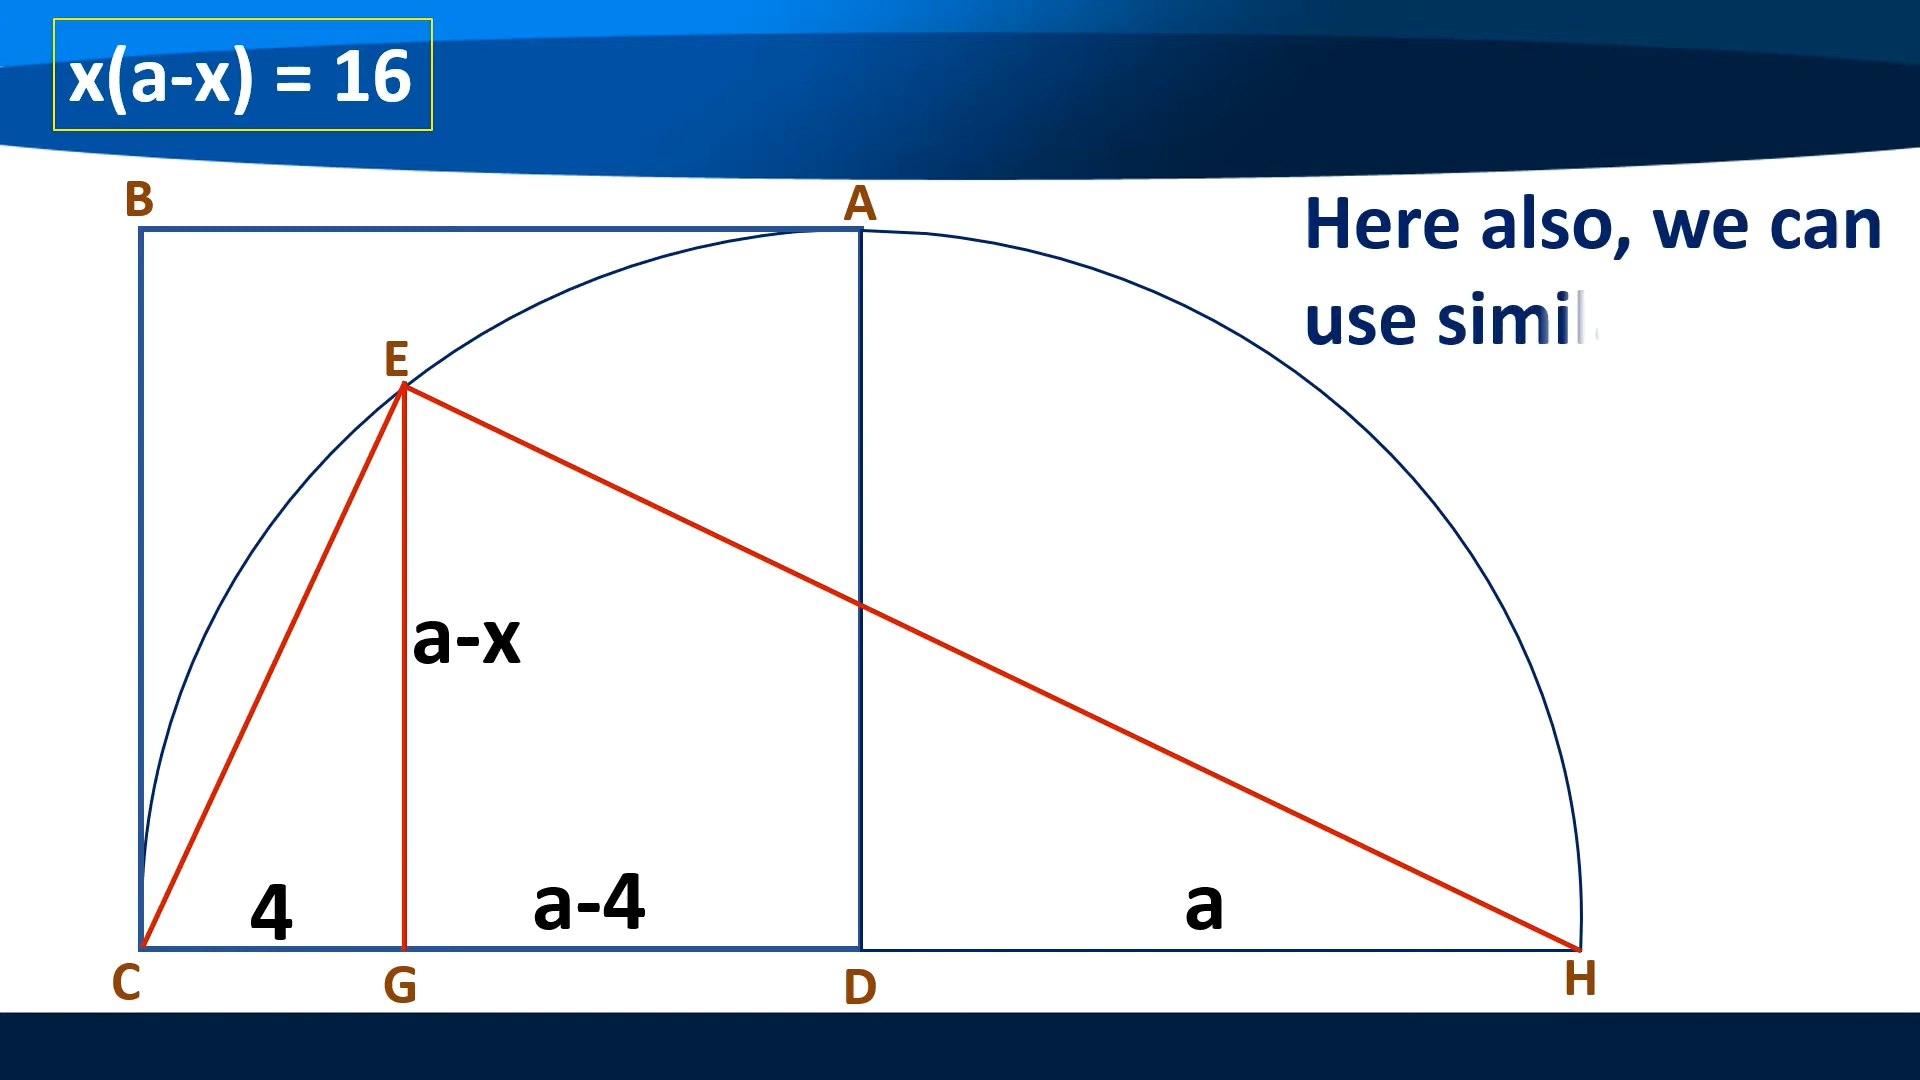 x(a-x) = 16
B
A
Here also, we can
use simi
E
a-x
4
a-4
a
C
G
D
H